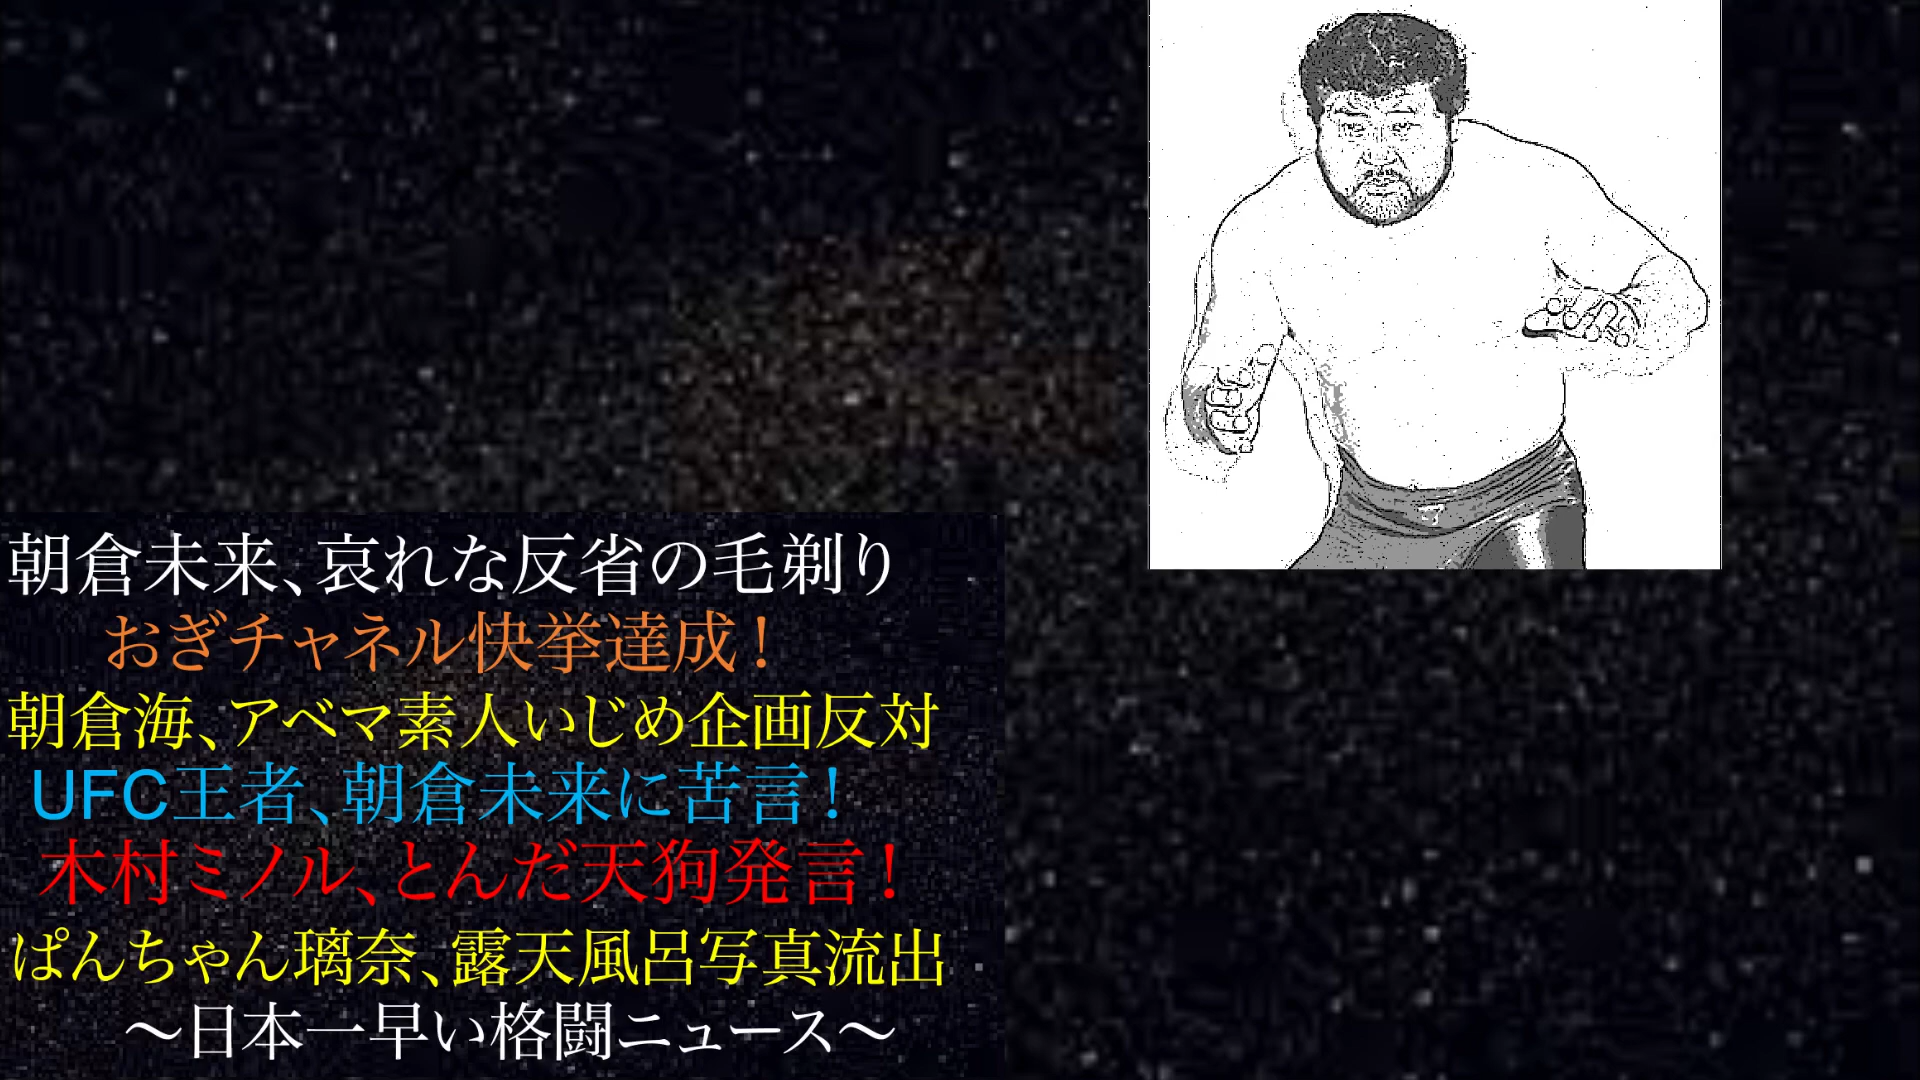 朝倉未来、哀れな反省の毛剃り
おぎチャネル快挙達成！
朝倉海、アベマ素人いじめ企画反対
UFC王者、朝倉未来に苦言！
木村ミノル、とんだ天狗発言！
ぱんちゃん璃奈、露天風呂写真流出
～日本一早い格闘ニュース～